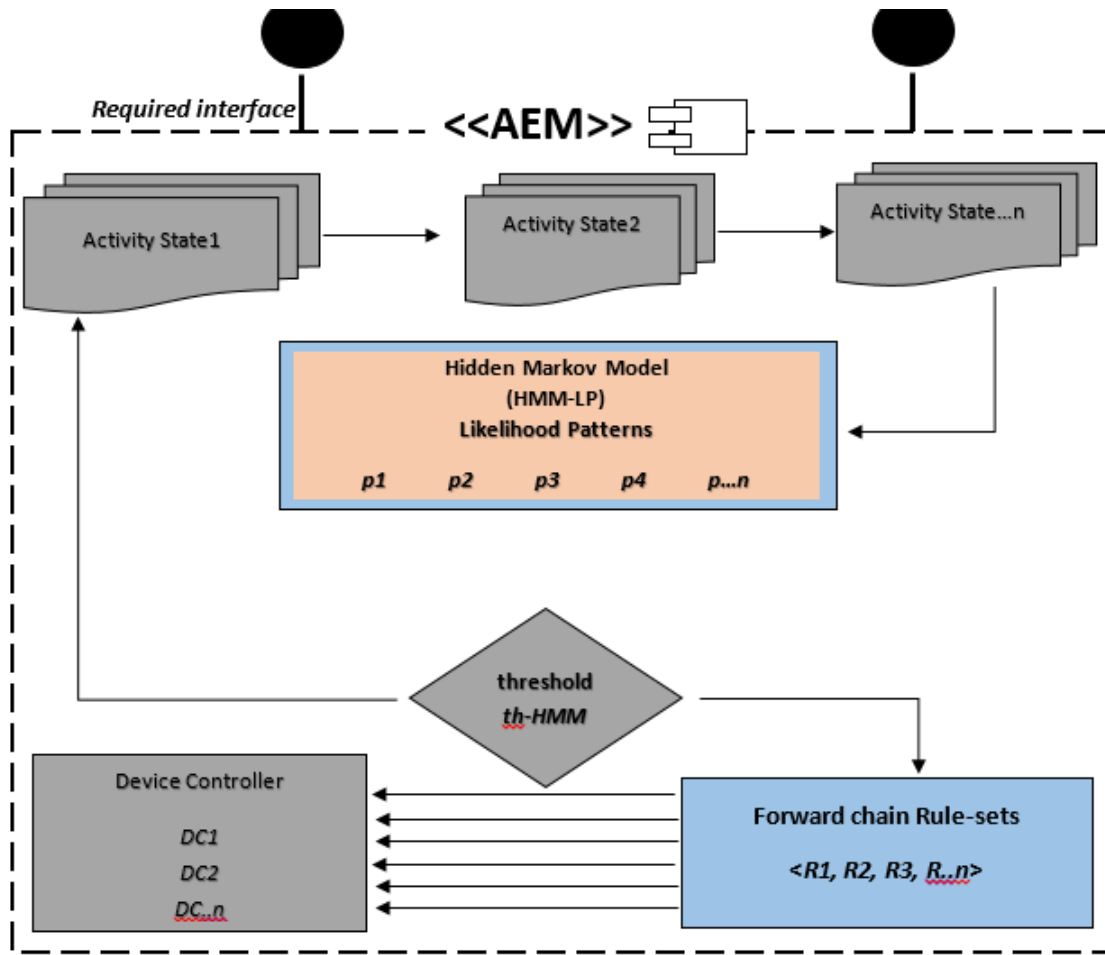 Required interface
<<AEM>>
Activity State1
Activity State2
Activity State...n
Hidden Markov Model
(HMM-LP)
Likelihood Patterns
p1 p2 p3 p4 p...n
threshold
th-HMM
Device Controller
DC1
DC2
DC..n
Forward chain Rule-sets
<R1, R2, R3, R..n>